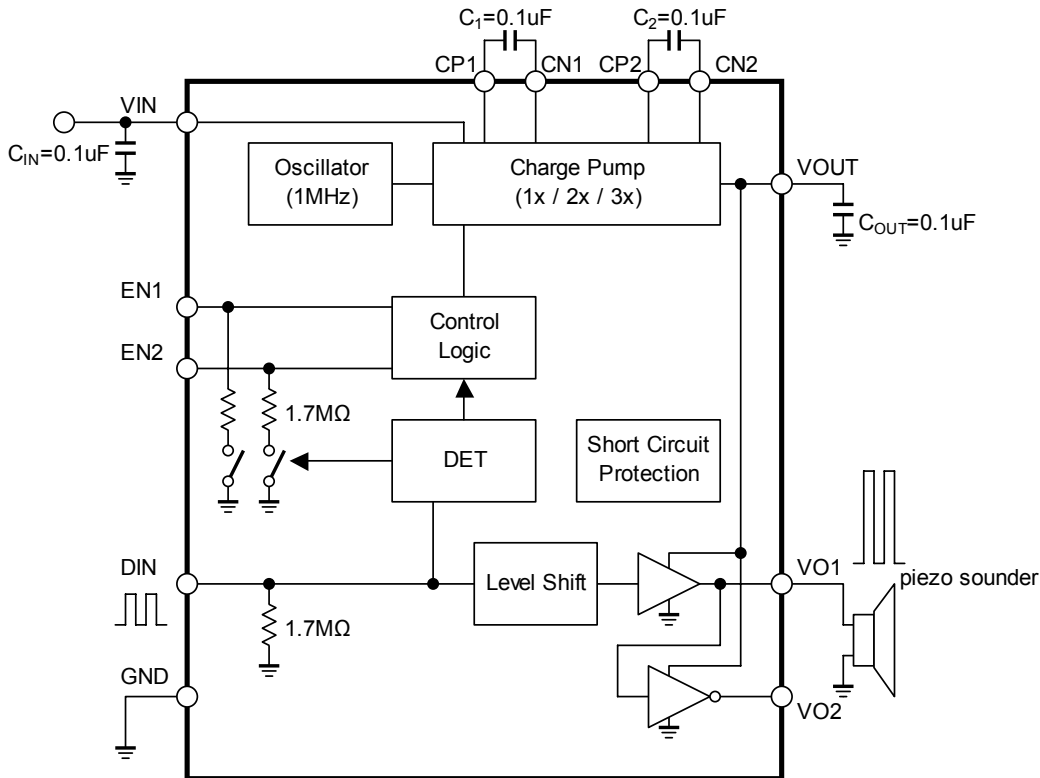 C1=0.1uF
C2=0.1uF
CP1
CN1
CP2
CN2
VIN
CIN=0.1uF
Oscillator
(1MHz)
Charge Pump
(1x / 2x / 3x)
VOUT
COUT=0.1uF
EN1
Control
Logic
EN2
1.7MΩ
DET
Short Circuit
Protection
DIN
Level Shift
VO1
piezo sounder
1.7MΩ
GND
VO2